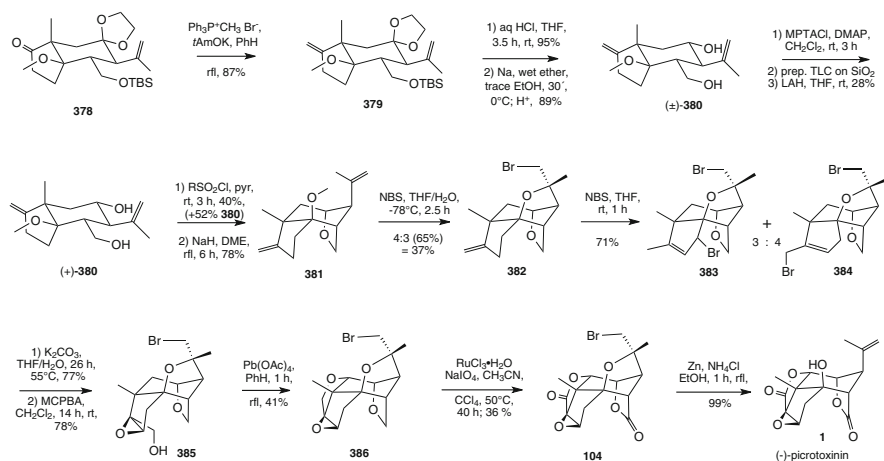 Ph₃P⁺CH₃ Br⁻,
tAmOK, PhH
rfl, 87%
1) aq HCl, THF,
3.5 h, rt, 95%
2) Na, wet ether,
trace EtOH, 30´,
0°C; H⁺, 89%
1) MPTACl, DMAP,
CH₂Cl₂, rt, 3 h
2) prep. TLC on SiO₂
3) LAH, THF, rt, 28%
O
O
O
O
OTBS
378
O
O
O
OTBS
379
O
OH
OH
(±)-380
O
OH
OH
(+)-380
1) RSO₂Cl, pyr,
rt, 3 h, 40%,
(+52% 380)
2) NaH, DME,
rfl, 6 h, 78%
O
O
381
NBS, THF/H₂O,
-78°C, 2.5 h
4:3 (65%)
= 37%
Br
O
O
382
NBS, THF,
rt, 1 h
71%
Br
O
O
Br
383
+
3 : 4
Br
O
O
Br
384
1) K₂CO₃,
THF/H₂O, 26 h,
55°C, 77%
2) MCPBA,
CH₂Cl₂, 14 h, rt,
78%
Br
O
O
O
OH
385
Pb(OAc)₄,
PhH, 1 h,
rfl, 41%
Br
O
O
O
O
386
RuCl₃•H₂O
NaIO₄, CH₃CN,
CCl₄, 50°C,
40 h; 36 %
Br
O
O
O
O
O
O
104
Zn, NH₄Cl
EtOH, 1 h, rfl,
99%
HO
O
O
O
O
O
1
(-)-picrotoxinin